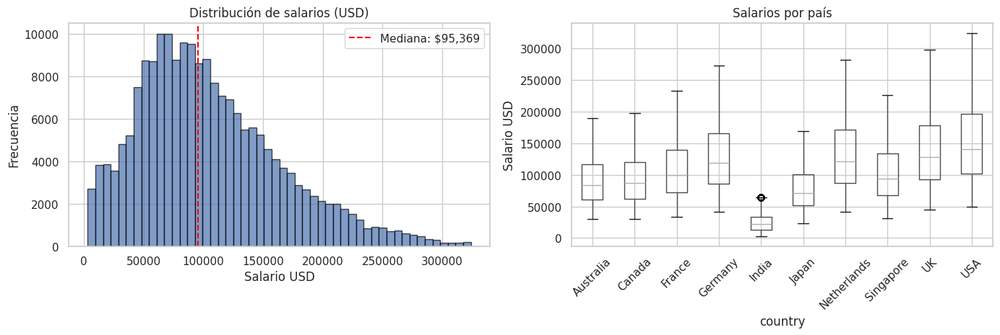 Distribución de salarios (USD)
Mediana: $95,369
Frecuencia
10000
8000
6000
4000
2000
0
0
50000
100000
150000
200000
250000
300000
Salario USD
Salarios por país
Salario USD
300000
250000
200000
150000
100000
50000
0
Australia
Canada
France
Germany
India
Japan
Netherlands
Singapore
UK
USA
country